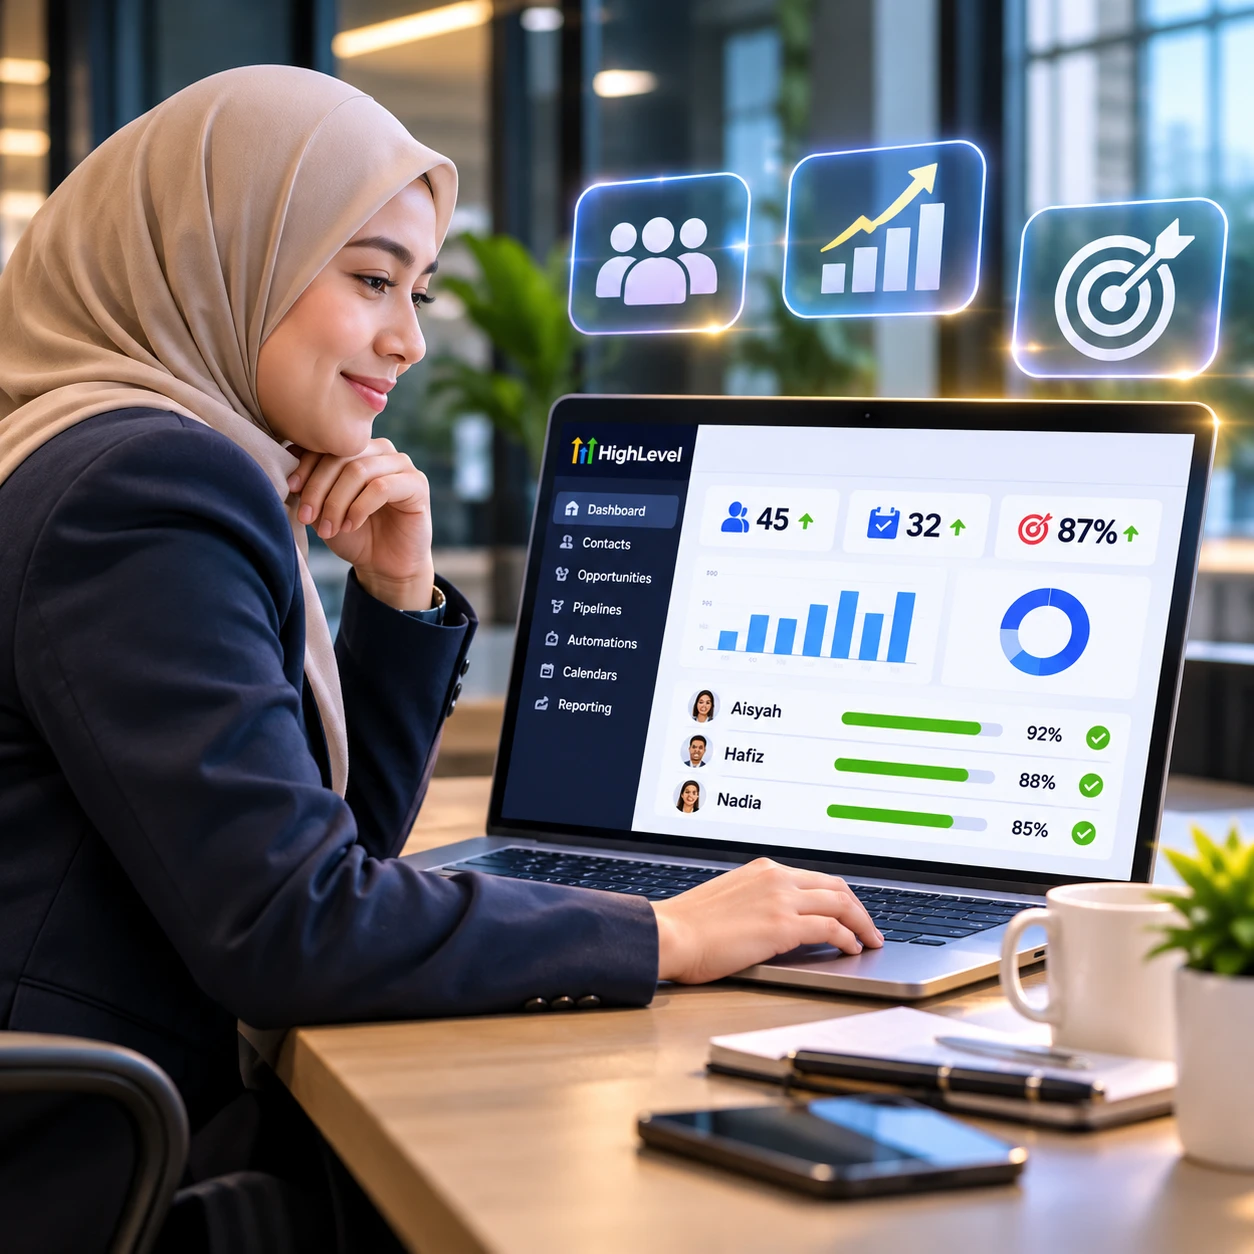 HighLevel
Dashboard
Contacts
Opportunities
Pipelines
Automations
Calendars
Reporting
45
32
87%
Aisyah
92%
Hafiz
88%
Nadia
85%